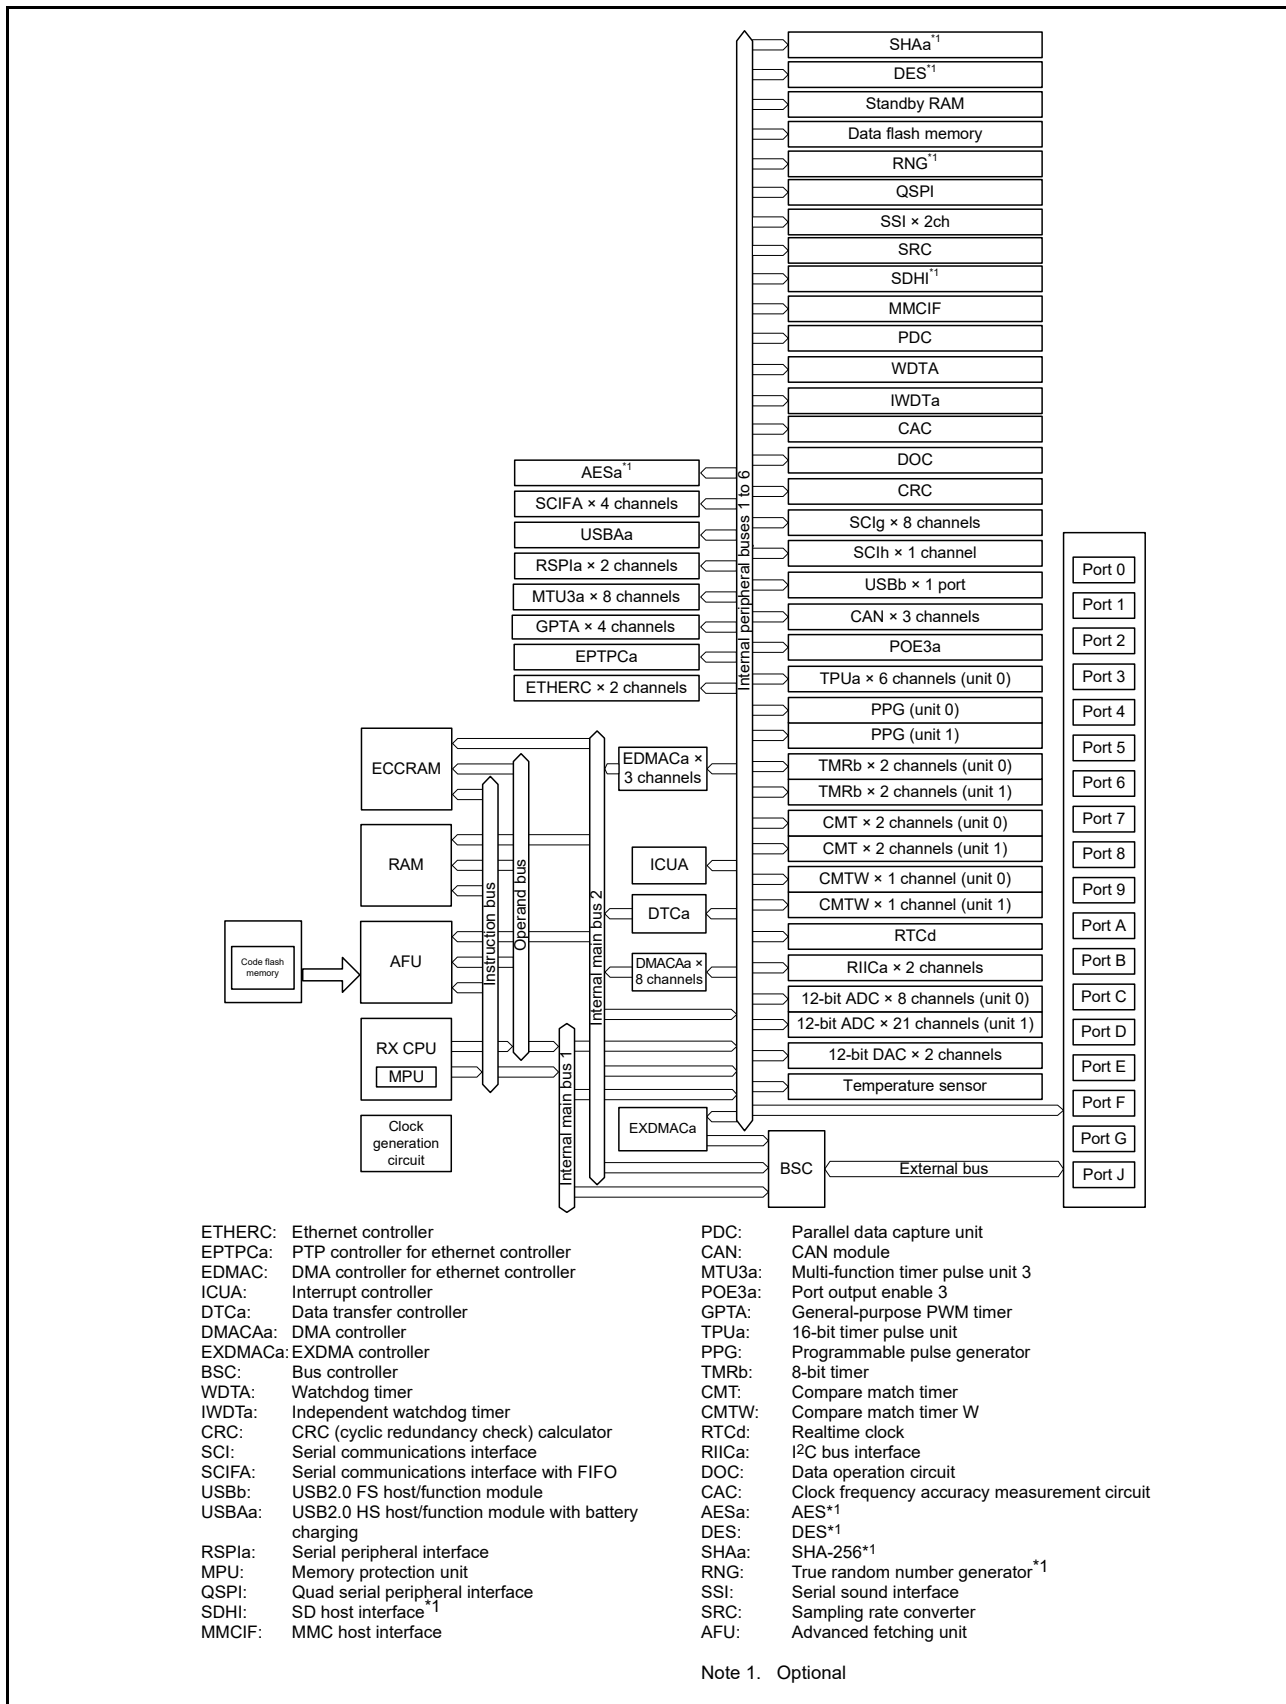 SHAa*1
DES*1
Standby RAM
Data flash memory
RNG*1
QSPI
SSI × 2ch
SRC
SDHI*1
MMCIF
PDC
WDTA
IWDTa
CAC
DOC
CRC
SCIg × 8 channels
SCIh × 1 channel
USBb × 1 port
CAN × 3 channels
POE3a
TPUa × 6 channels (unit 0)
PPG (unit 0)
PPG (unit 1)
TMRb × 2 channels (unit 0)
TMRb × 2 channels (unit 1)
CMT × 2 channels (unit 0)
CMT × 2 channels (unit 1)
CMTW × 1 channel (unit 0)
CMTW × 1 channel (unit 1)
RTCd
RIICa × 2 channels
12-bit ADC × 8 channels (unit 0)
12-bit ADC × 21 channels (unit 1)
12-bit DAC × 2 channels
Temperature sensor
Internal peripheral buses 1 to 6
AESa*1
SCIFA × 4 channels
USBAa
RSPIa × 2 channels
MTU3a × 8 channels
GPTA × 4 channels
EPTPCa
ETHERC × 2 channels
EDMACa ×
3 channels
ICUA
DTCa
DMACAa ×
8 channels
EXDMACa
BSC
External bus
Internal main bus 2
Internal main bus 1
Operand bus
Instruction bus
ECCRAM
RAM
AFU
RX CPU
MPU
Clock
generation
circuit
Code flash
memory
Port 0
Port 1
Port 2
Port 3
Port 4
Port 5
Port 6
Port 7
Port 8
Port 9
Port A
Port B
Port C
Port D
Port E
Port F
Port G
Port J
ETHERC: Ethernet controller
EPTPCa: PTP controller for ethernet controller
EDMAC: DMA controller for ethernet controller
ICUA: Interrupt controller
DTCa: Data transfer controller
DMACAa: DMA controller
EXDMACa: EXDMA controller
BSC: Bus controller
WDTA: Watchdog timer
IWDTa: Independent watchdog timer
CRC: CRC (cyclic redundancy check) calculator
SCI: Serial communications interface
SCIFA: Serial communications interface with FIFO
USBb: USB2.0 FS host/function module
USBAa: USB2.0 HS host/function module with battery
charging
RSPIa: Serial peripheral interface
MPU: Memory protection unit
QSPI: Quad serial peripheral interface
SDHI: SD host interface*1
MMCIF: MMC host interface
PDC: Parallel data capture unit
CAN: CAN module
MTU3a: Multi-function timer pulse unit 3
POE3a: Port output enable 3
GPTA: General-purpose PWM timer
TPUa: 16-bit timer pulse unit
PPG: Programmable pulse generator
TMRb: 8-bit timer
CMT: Compare match timer
CMTW: Compare match timer W
RTCd: Realtime clock
RIICa: I2C bus interface
DOC: Data operation circuit
CAC: Clock frequency accuracy measurement circuit
AESa: AES*1
DES: DES*1
SHAa: SHA-256*1
RNG: True random number generator*1
SSI: Serial sound interface
SRC: Sampling rate converter
AFU: Advanced fetching unit
Note 1. Optional